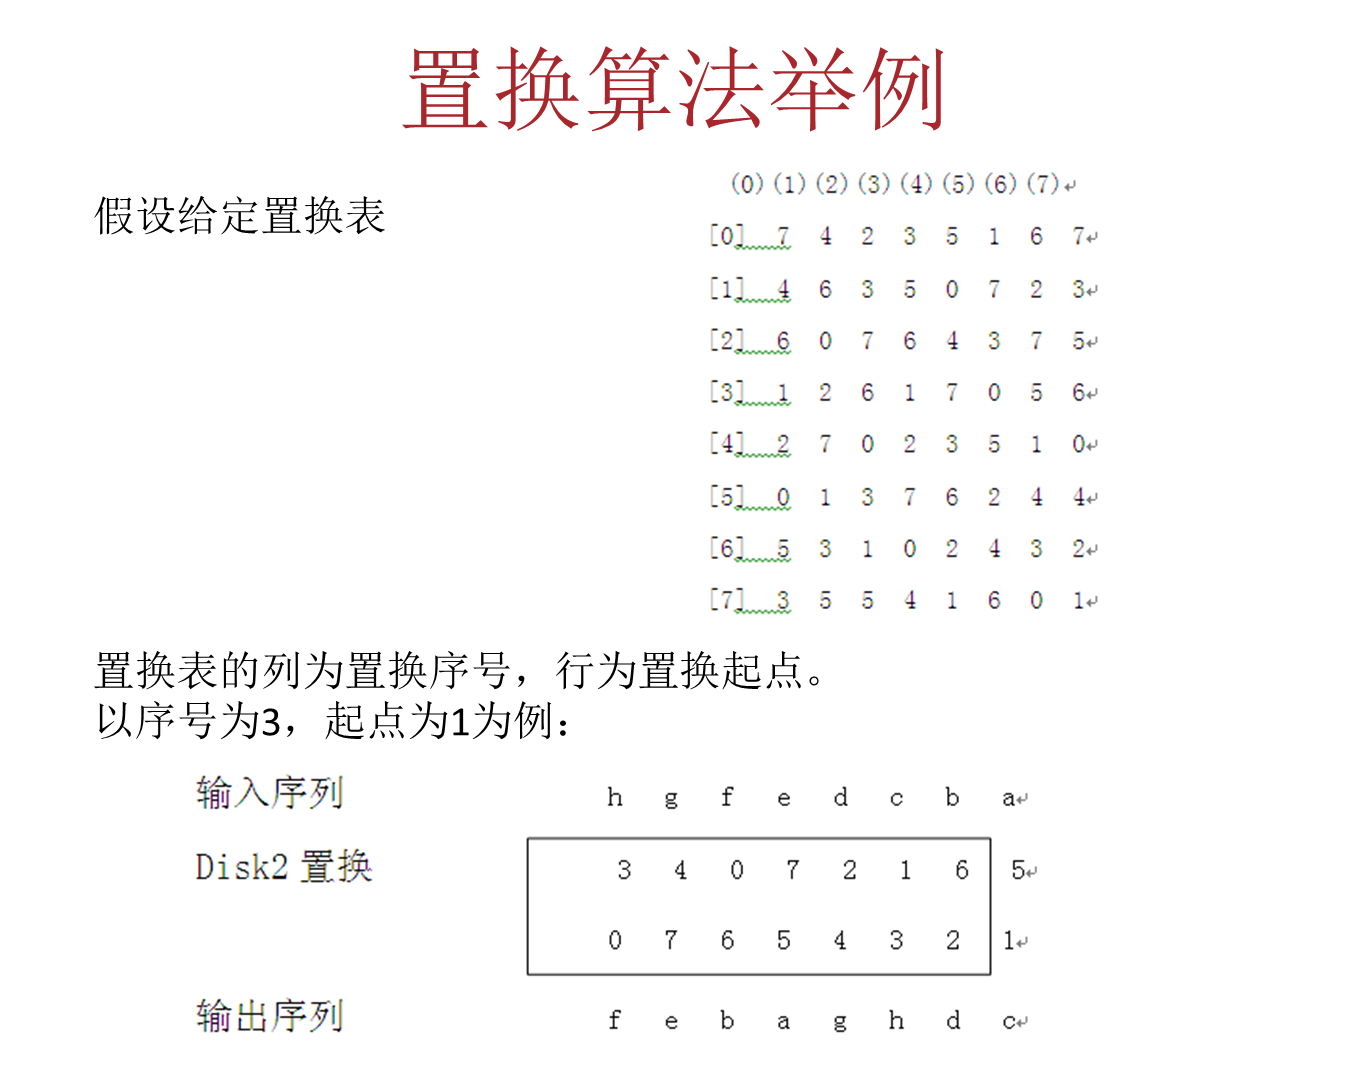 置换算法举例
假设给定置换表
(0) (1) (2) (3) (4) (5) (6) (7)↵
[0] 7 4 2 3 5 1 6 7↵
[1] 4 6 3 5 0 7 2 3↵
[2] 6 0 7 6 4 3 7 5↵
[3] 1 2 6 1 7 0 5 6↵
[4] 2 7 0 2 3 5 1 0↵
[5] 0 1 3 7 6 2 4 4↵
[6] 5 3 1 0 2 4 3 2↵
[7] 3 5 5 4 1 6 0 1↵
置换表的列为置换序号，行为置换起点。
以序号为3，起点为1为例：
输入序列 h g f e d c b a↵
Disk2 置换 3 4 0 7 2 1 6 5↵
0 7 6 5 4 3 2 1↵
输出序列 f e b a g h d c↵